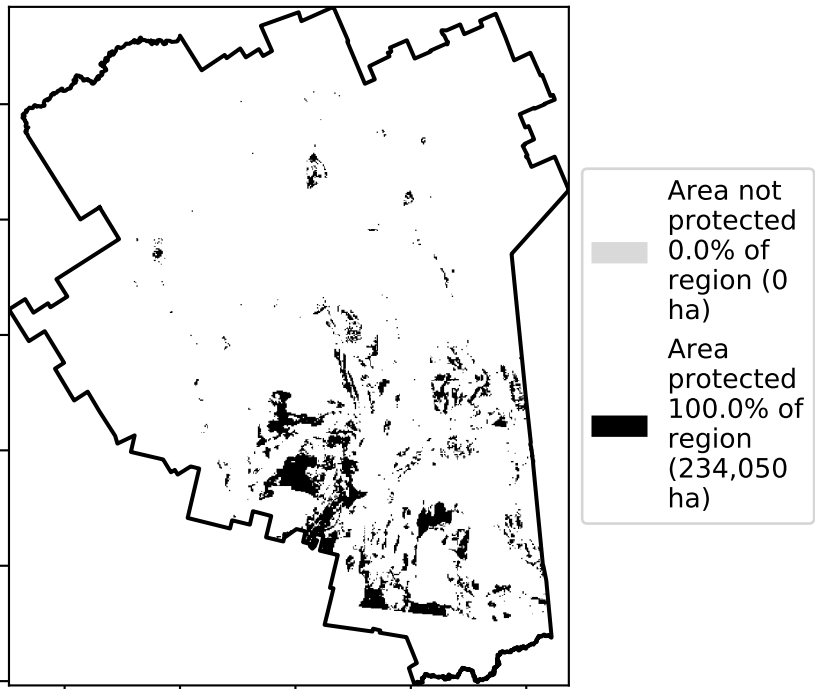 Area not
protected
0.0% of
region (0
ha)
Area
protected
100.0% of
region
(234,050
ha)